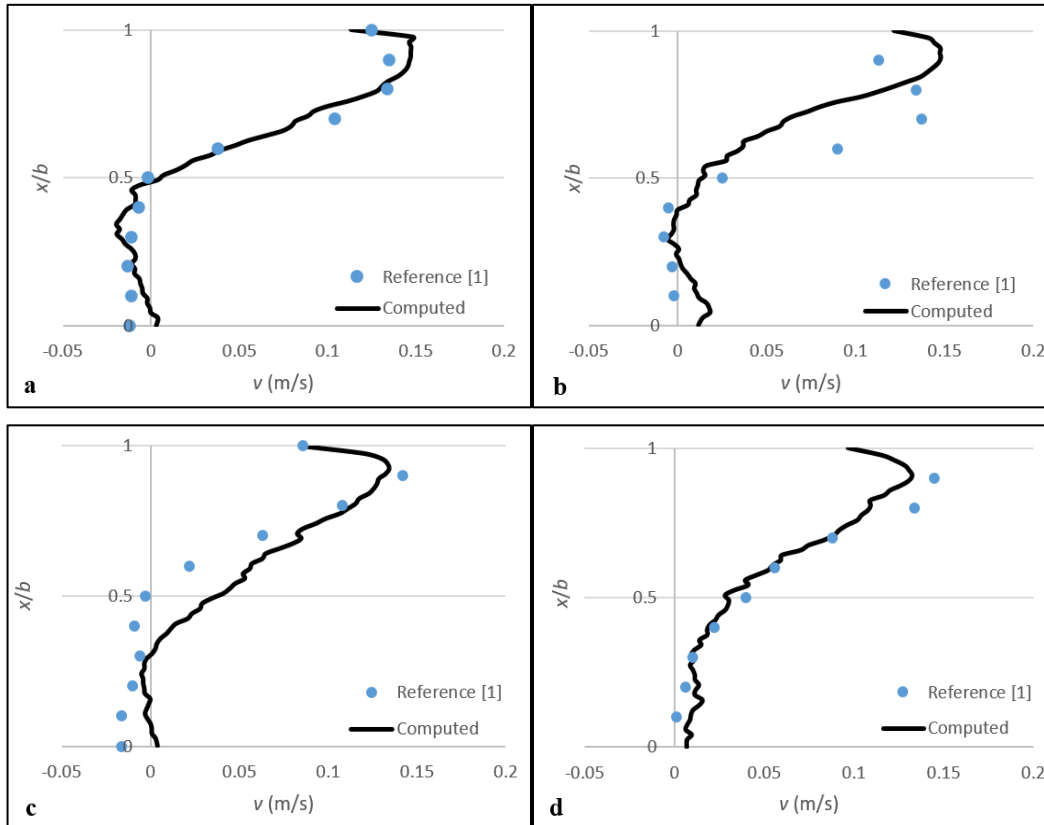 1
x/b
0.5
Reference [1]
Computed
0
-0.05 0 0.05 0.1 0.15 0.2
v (m/s)
a
1
x/b
0.5
Reference [1]
Computed
0
-0.05 0 0.05 0.1 0.15 0.2
v (m/s)
b
1
x/b
0.5
Reference [1]
Computed
0
-0.05 0 0.05 0.1 0.15 0.2
v (m/s)
c
1
x/b
0.5
Reference [1]
Computed
0
-0.05 0 0.05 0.1 0.15 0.2
v (m/s)
d